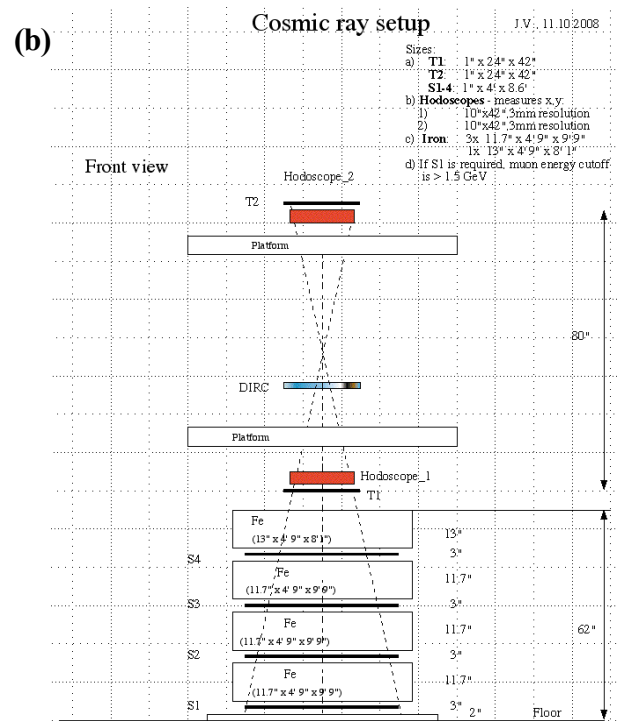 (b)
Cosmic ray setup
J.V., 11.10 2008
Sizes:
a) T1: 1" x 24" x 42"
T2: 1" x 24" x 42"
S1-4: 1" x 4' x 8.6'
b) Hodoscopes - measures x,y:
1) 10"x42",3mm resolution
2) 10"x42",3mm resolution
c) Iron: 3x 11.7" x 4' 9" x 9'9"
1x 13" x 4' 9" x 8' 1"
d) If S1 is required, muon energy cutoff
is > 1.5 GeV
Front view
Hodoscope_2
T2
Platform
80"
DIRC
Platform
Hodoscope_1
T1
Fe
(13" x 4' 9" x 8'1")
13"
S4
3"
Fe
(11.7" x 4' 9" x 9' 9")
11.7"
S3
3"
Fe
(11.7" x 4' 9" x 9' 9")
11.7"
62"
S2
3"
Fe
(11.7" x 4' 9" x 9' 9")
11.7"
S1
3"
2"
Floor